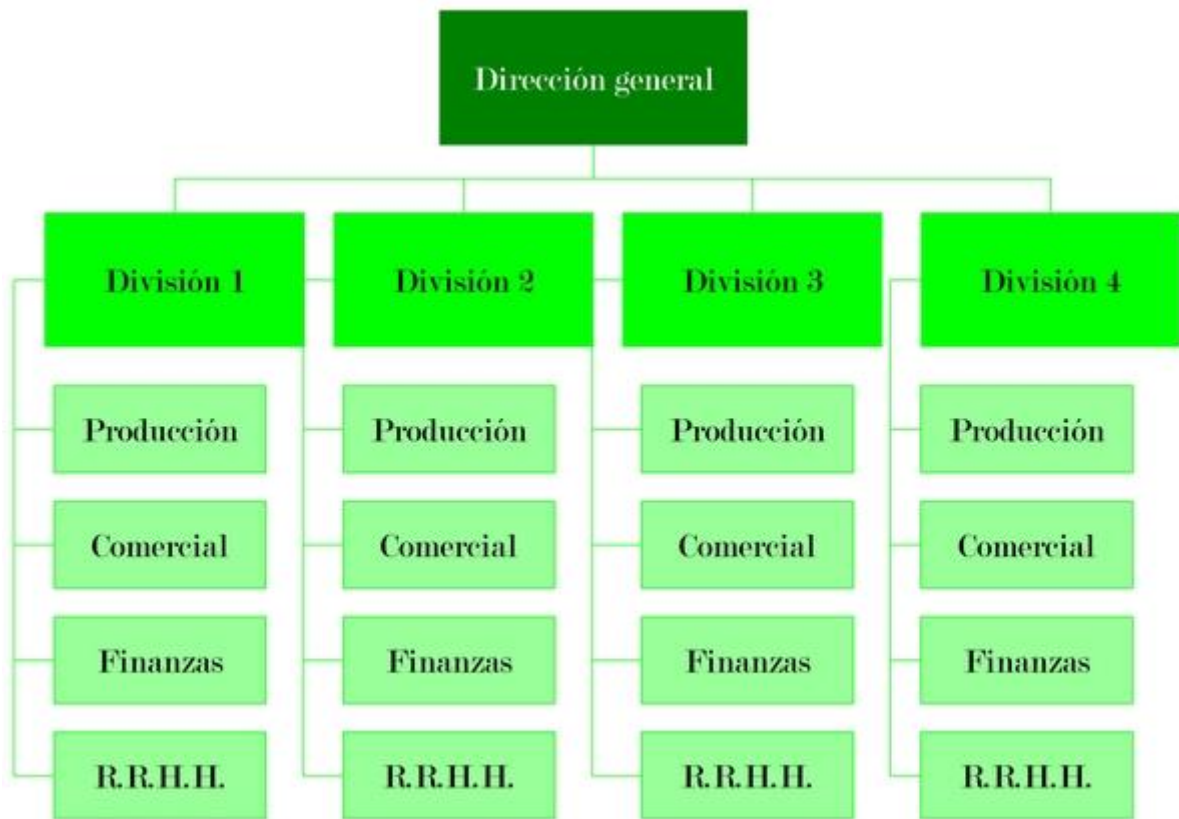 Dirección general
División 1
División 2
División 3
División 4
Producción
Producción
Producción
Producción
Comercial
Comercial
Comercial
Comercial
Finanzas
Finanzas
Finanzas
Finanzas
R.R.H.H.
R.R.H.H.
R.R.H.H.
R.R.H.H.